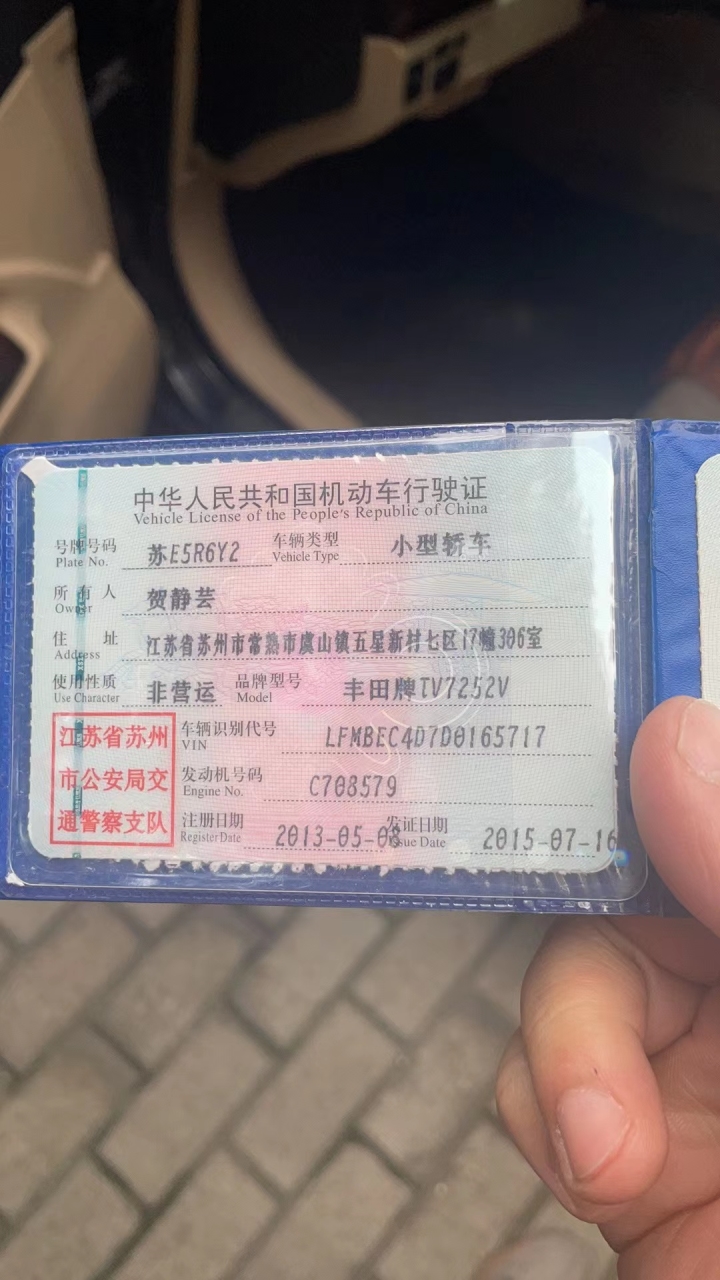 中华人民共和国机动车行驶证
Vehicle License of the People's Republic of China
号牌号码 苏E5R6Y2 车辆类型 小型轿车
Plate No. Vehicle Type
所有人 贺静芸
Owner
住址 江苏省苏州市常熟市虞山镇五星新村七区17幢306室
Address
使用性质 非营运 品牌型号 丰田牌TV7252V
Use Character Model
江苏省苏州 车辆识别代号 LFMBEC4D7D0165717
VIN
市公安局交 发动机号码 C708579
Engine No.
通警察支队 注册日期 2013-05-08 发证日期 2015-07-16
Register Date Issue Date